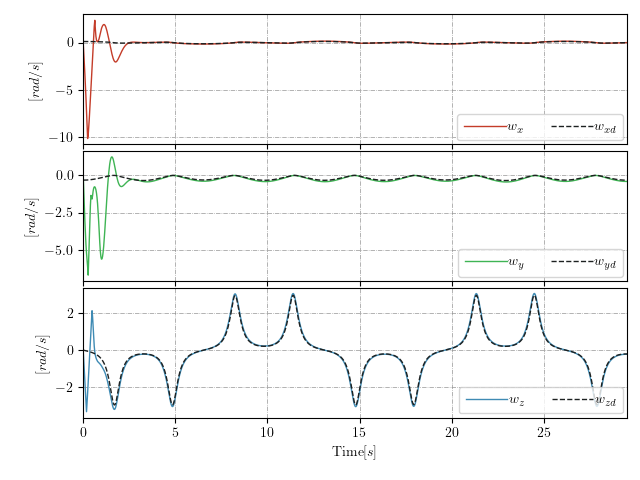 0
−5
−10
[rad/s]
w_x w_xd
0.0
−2.5
−5.0
[rad/s]
w_y w_yd
2
0
−2
[rad/s]
w_z w_zd
0 5 10 15 20 25
Time[s]